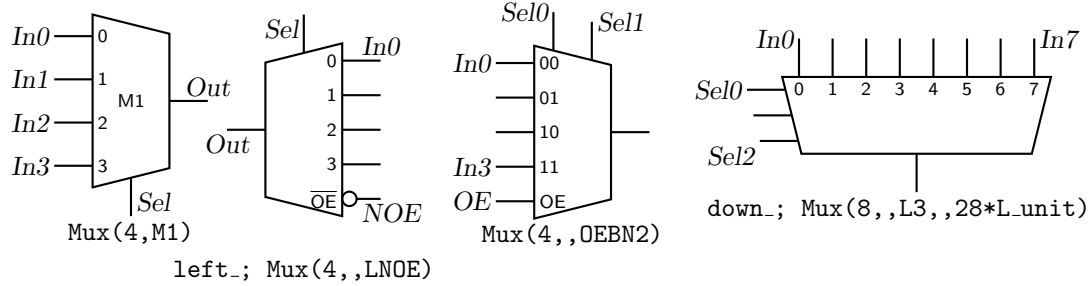 In0
In1
In2
In3
0
1
2
3
M1
Out
Sel
Mux(4,M1)
Sel
In0
0
1
2
3
OE
NOE
Out
left_; Mux(4,,LNOE)
Sel0
Sel1
In0
00
01
10
In3
11
OE
OE
Mux(4,,OEBN2)
In0
In7
Sel0
0 1 2 3 4 5 6 7
Sel2
down_; Mux(8,,L3,,28*L_unit)